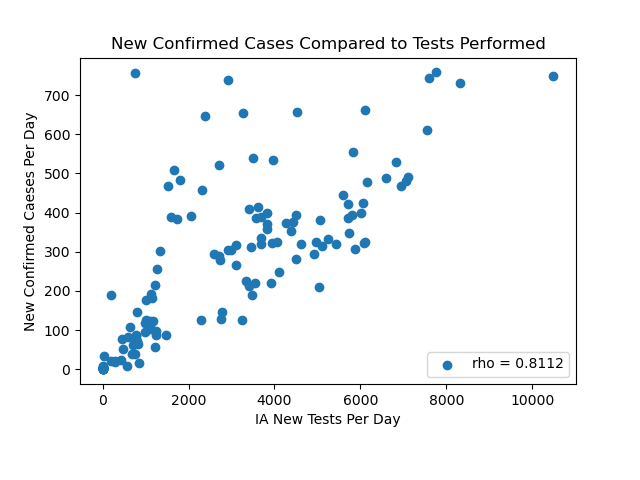 New Confirmed Cases Compared to Tests Performed
New Confirmed Caeses Per Day
700
600
500
400
300
200
100
0
0 2000 4000 6000 8000 10000
IA New Tests Per Day
rho = 0.8112